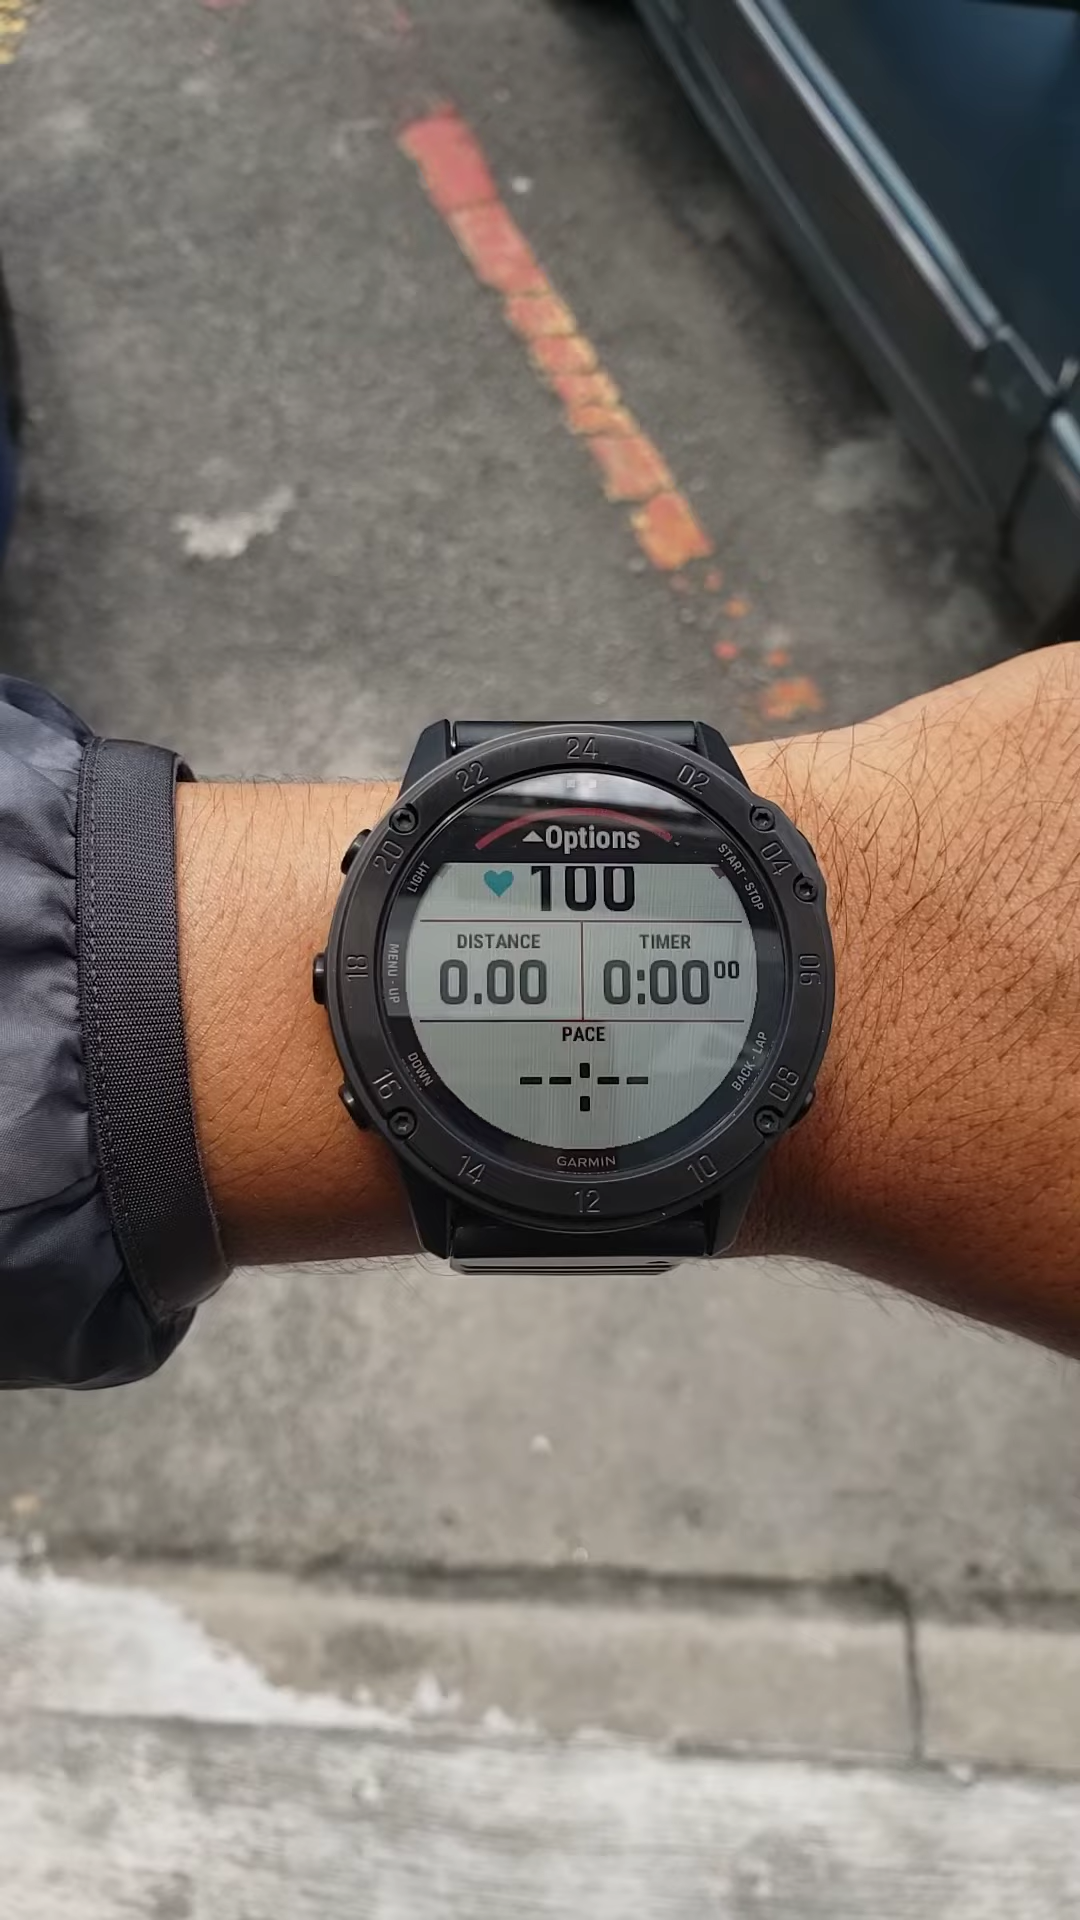 24
22
02
Options
20
04
LIGHT
START·STOP
100
DISTANCE
TIMER
0.00
0:00 00
18
06
MENU·UP
PACE
--:--
DOWN
BACK·LAP
16
08
GARMIN
14
10
12